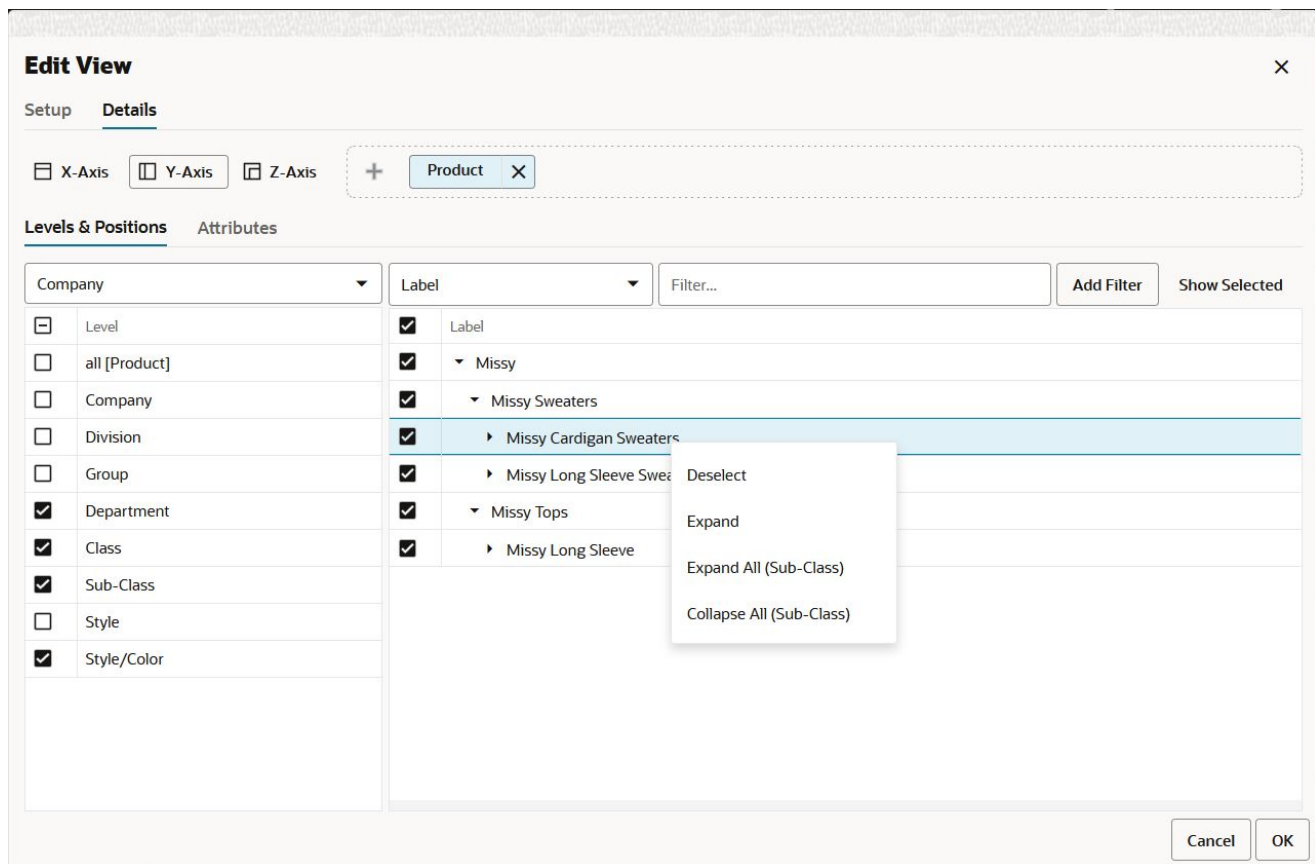 Edit View
Setup Details
X-Axis Y-Axis Z-Axis Product
Levels & Positions Attributes
Company Label Filter... Add Filter Show Selected
Level Label
all [Product] Missy
Company Missy Sweaters
Division Missy Cardigan Sweaters
Group Missy Long Sleeve Swea Deselect
Department Missy Tops
Expand
Class Missy Long Sleeve
Expand All (Sub-Class)
Sub-Class
Collapse All (Sub-Class)
Style
Style/Color
Cancel OK